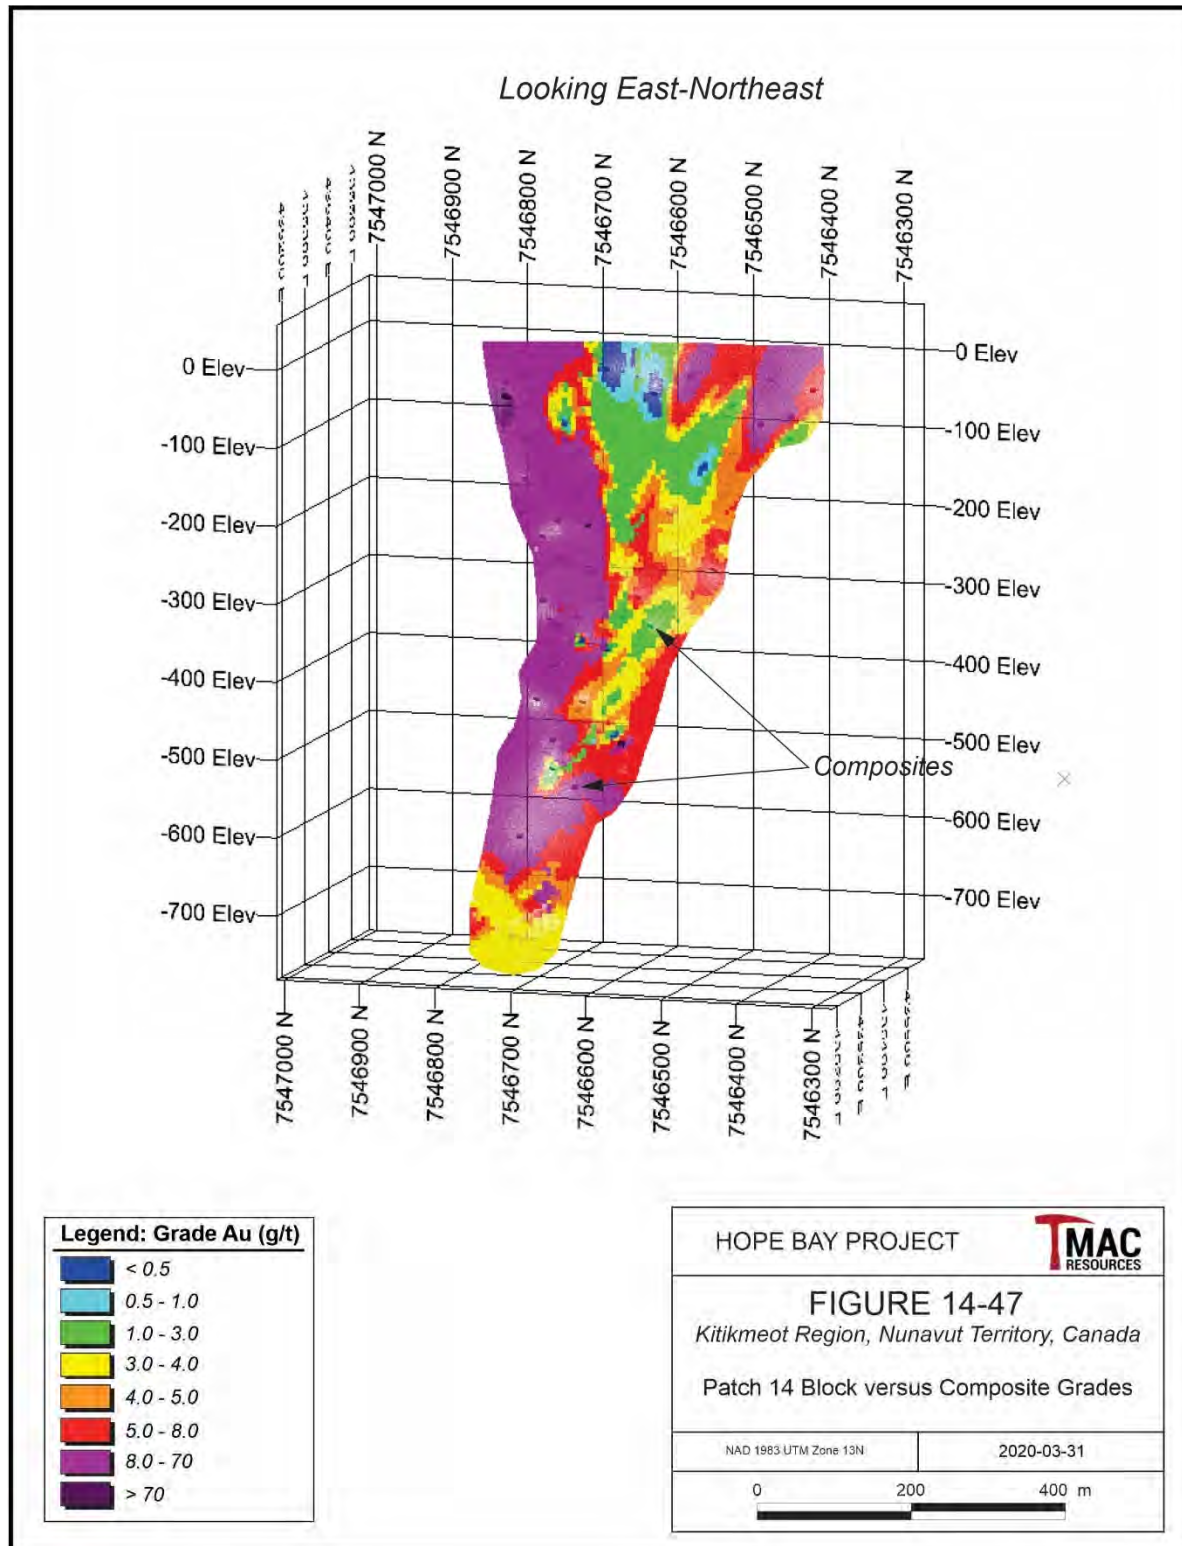 Looking East-Northeast
7547000 N
7546900 N
7546800 N
7546700 N
7546600 N
7546500 N
7546400 N
7546300 N
0 Elev
-100 Elev
-200 Elev
-300 Elev
-400 Elev
-500 Elev
-600 Elev
-700 Elev
0 Elev
-100 Elev
-200 Elev
-300 Elev
-400 Elev
-500 Elev
-600 Elev
-700 Elev
Composites
7547000 N
7546900 N
7546800 N
7546700 N
7546600 N
7546500 N
7546400 N
7546300 N
Legend: Grade Au (g/t)
< 0.5
0.5 - 1.0
1.0 - 3.0
3.0 - 4.0
4.0 - 5.0
5.0 - 8.0
8.0 - 70
> 70
HOPE BAY PROJECT
TMAC
RESOURCES
FIGURE 14-47
Kitikmeot Region, Nunavut Territory, Canada
Patch 14 Block versus Composite Grades
NAD 1983 UTM Zone 13N
2020-03-31
0 200 400 m